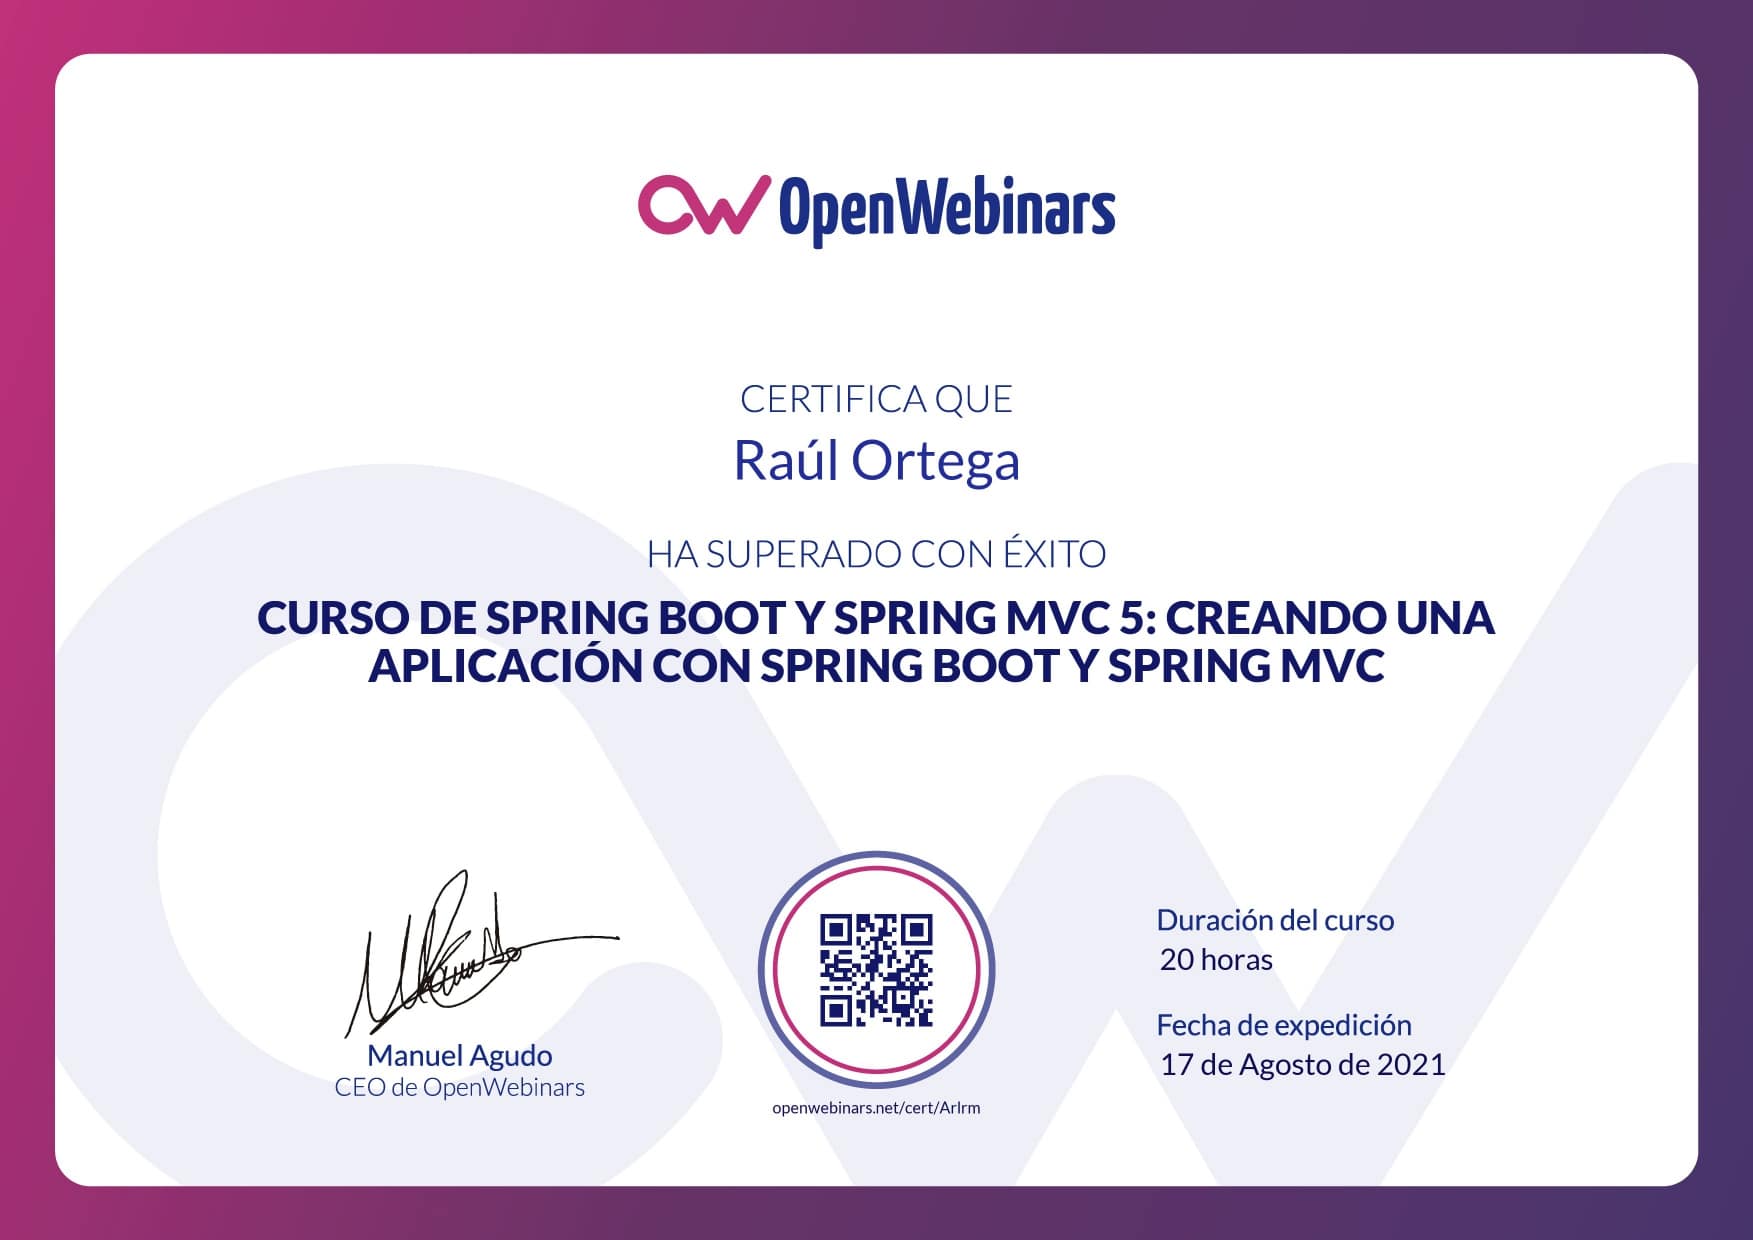 OpenWebinars
CERTIFICA QUE
Raúl Ortega
HA SUPERADO CON ÉXITO
CURSO DE SPRING BOOT Y SPRING MVC 5: CREANDO UNA
APLICACIÓN CON SPRING BOOT Y SPRING MVC
Manuel Agudo
CEO de OpenWebinars
openwebinars.net/cert/Arlrm
Duración del curso
20 horas
Fecha de expedición
17 de Agosto de 2021